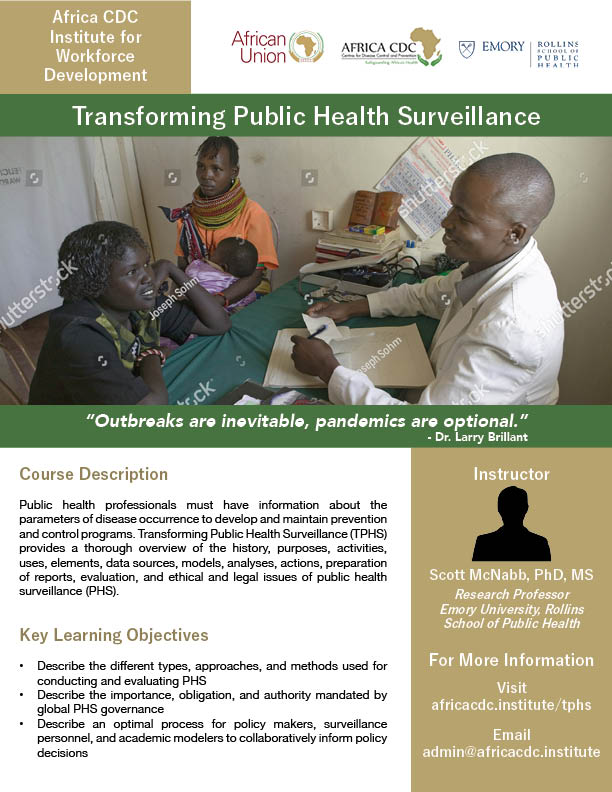 Africa CDC
Institute for
Workforce
Development
African
Union
AFRICA CDC
Centres for Disease Control and Prevention
Safeguarding Africa's Health
EMORY
ROLLINS
SCHOOL OF
PUBLIC
HEALTH
Transforming Public Health Surveillance
shutterstock
shutterstock
shutterstock
Joseph Sohm
Joseph Sohm
“Outbreaks are inevitable, pandemics are optional.”
- Dr. Larry Brillant
Course Description
Public health professionals must have information about the
parameters of disease occurrence to develop and maintain prevention
and control programs. Transforming Public Health Surveillance (TPHS)
provides a thorough overview of the history, purposes, activities,
uses, elements, data sources, models, analyses, actions, preparation
of reports, evaluation, and ethical and legal issues of public health
surveillance (PHS).
Key Learning Objectives
• Describe the different types, approaches, and methods used for
conducting and evaluating PHS
• Describe the importance, obligation, and authority mandated by
global PHS governance
• Describe an optimal process for policy makers, surveillance
personnel, and academic modelers to collaboratively inform policy
decisions
Instructor
Scott McNabb, PhD, MS
Research Professor
Emory University, Rollins
School of Public Health
For More Information
Visit
africacdc.institute/tphs
Email
admin@africacdc.institute